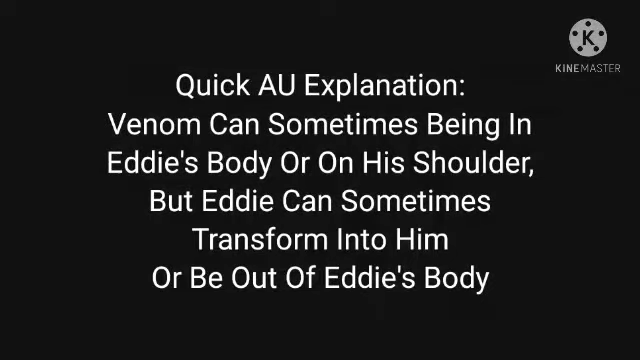 K
KINEMASTER
Quick AU Explanation:
Venom Can Sometimes Being In
Eddie's Body Or On His Shoulder,
But Eddie Can Sometimes
Transform Into Him
Or Be Out Of Eddie's Body